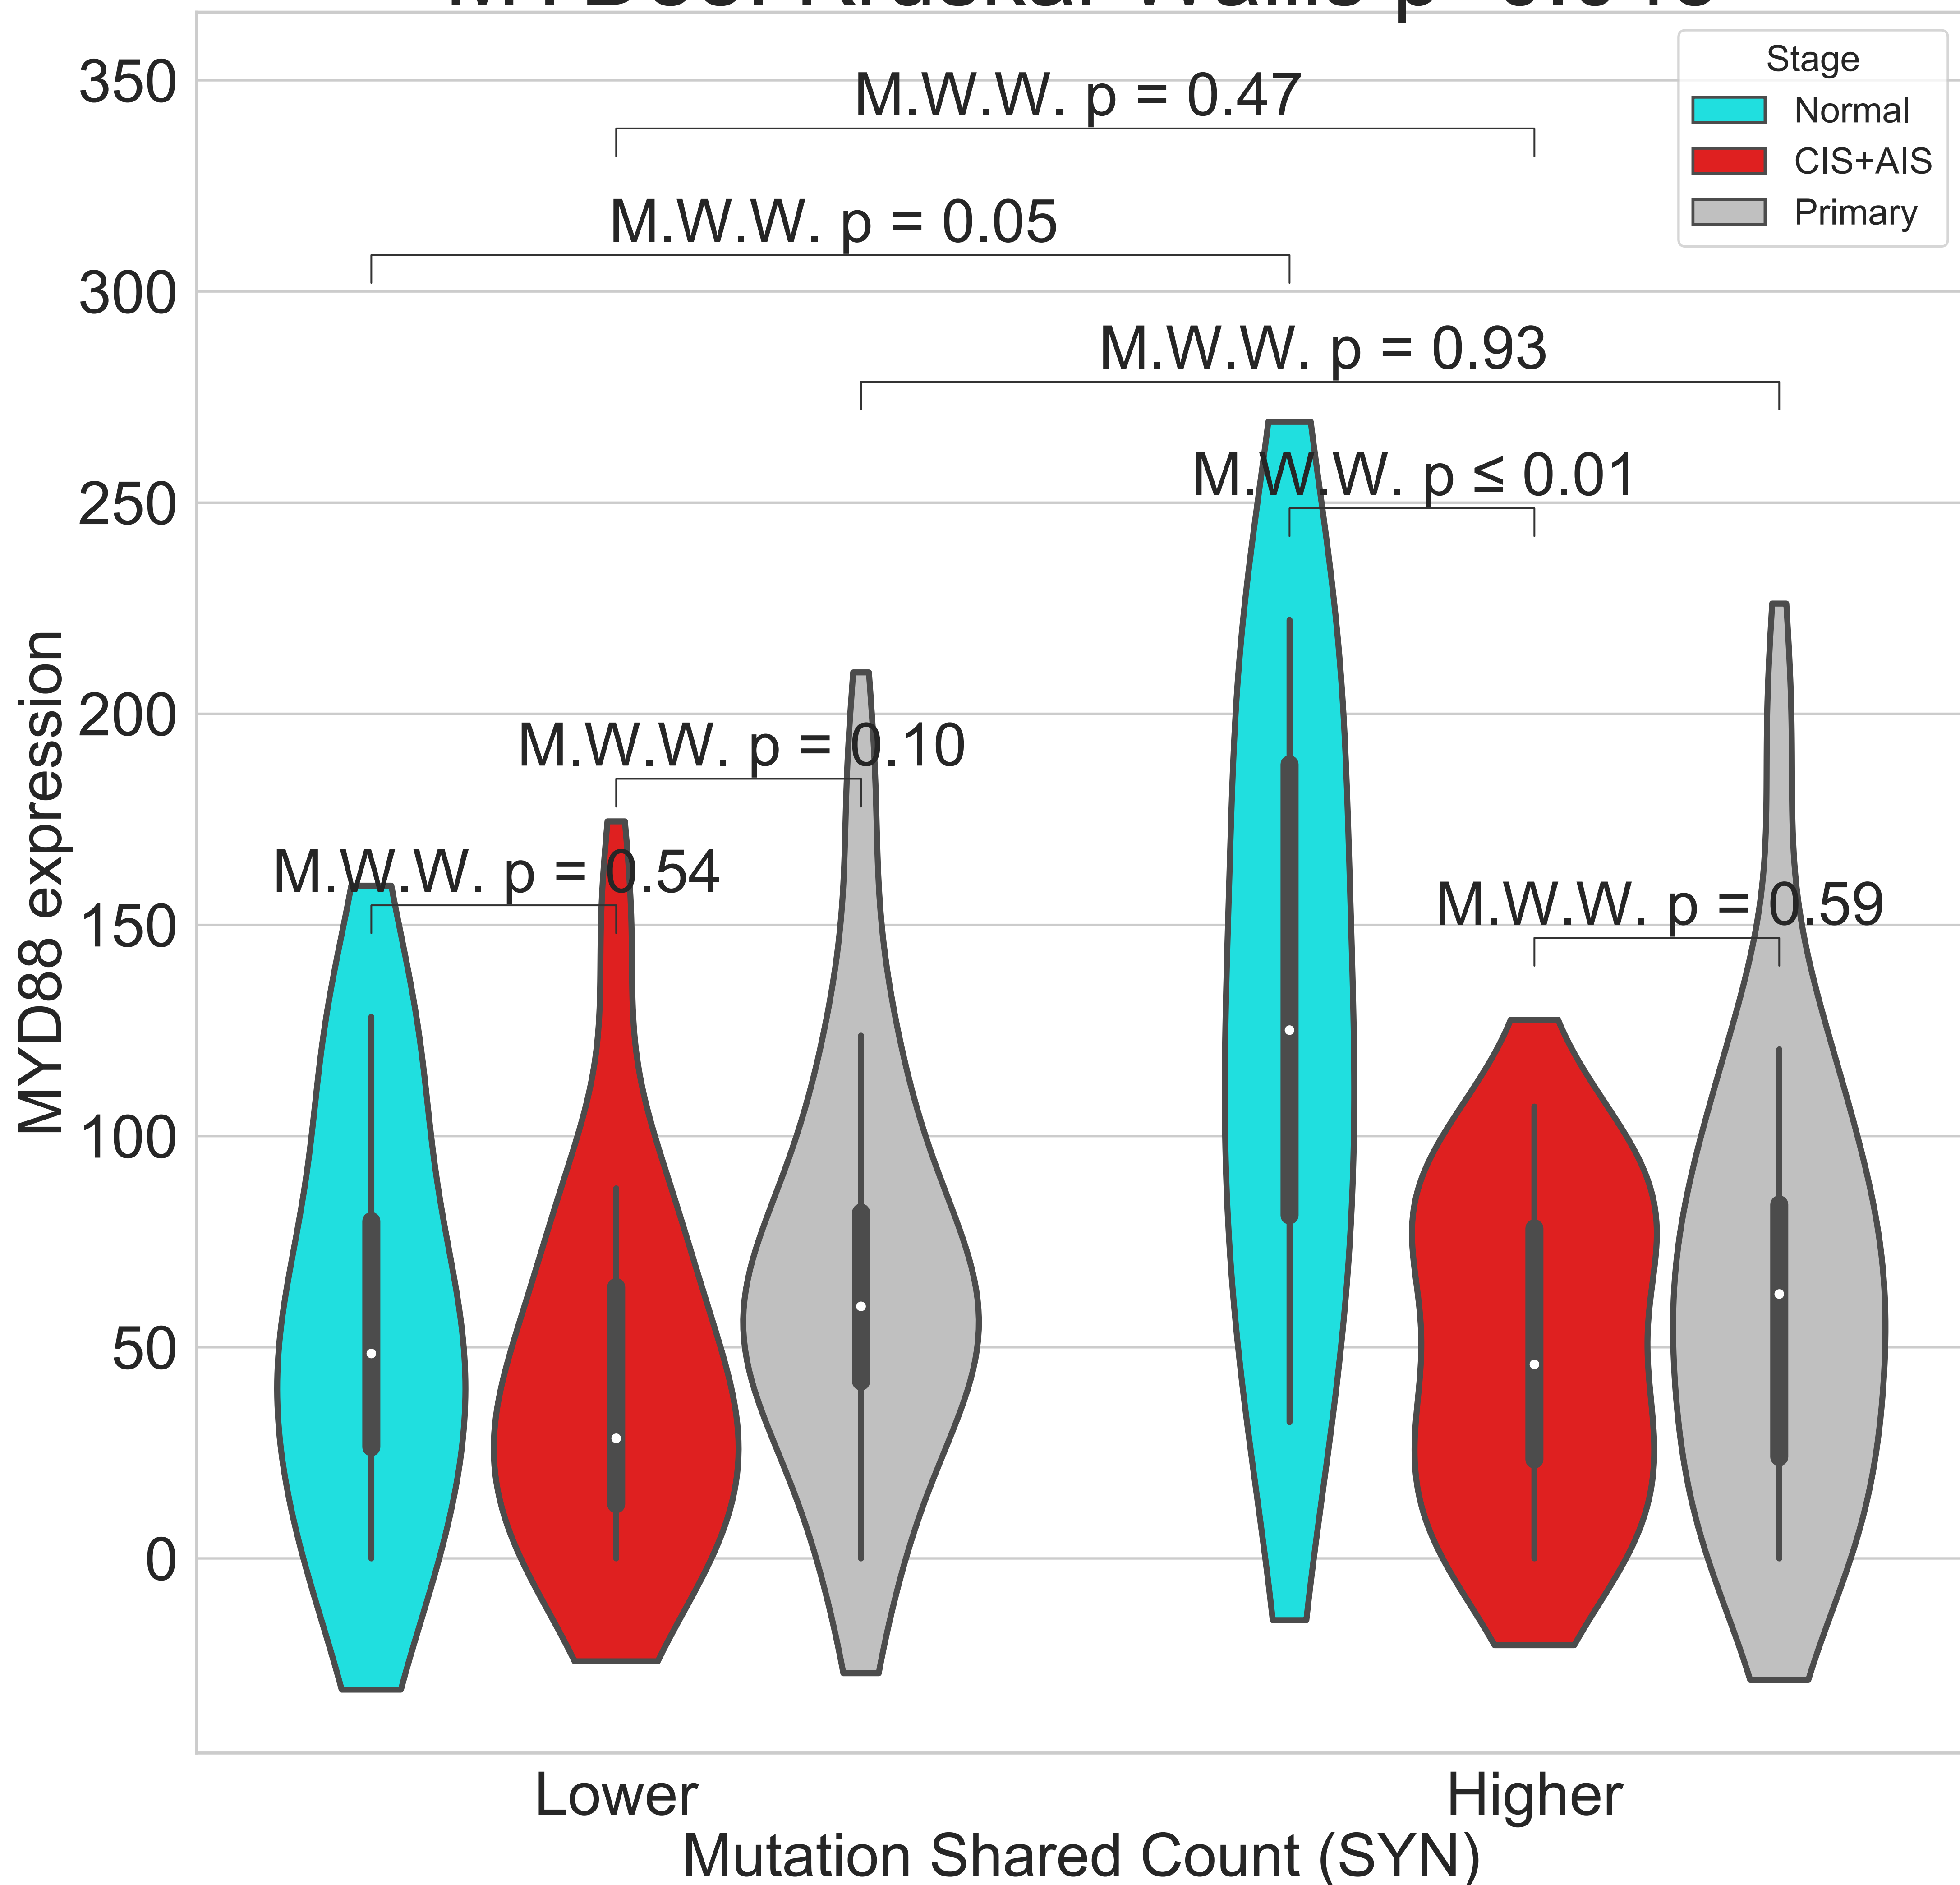 350
300
250
200
150
100
50
0
MYD88 expression
M.W.W. p = 0.47
M.W.W. p = 0.05
M.W.W. p = 0.93
M.W.W. p ≤ 0.01
M.W.W. p = 0.10
M.W.W. p = 0.54
M.W.W. p = 0.59
Stage
Normal
CIS+AIS
Primary
Lower
Higher
Mutation Shared Count (SYN)